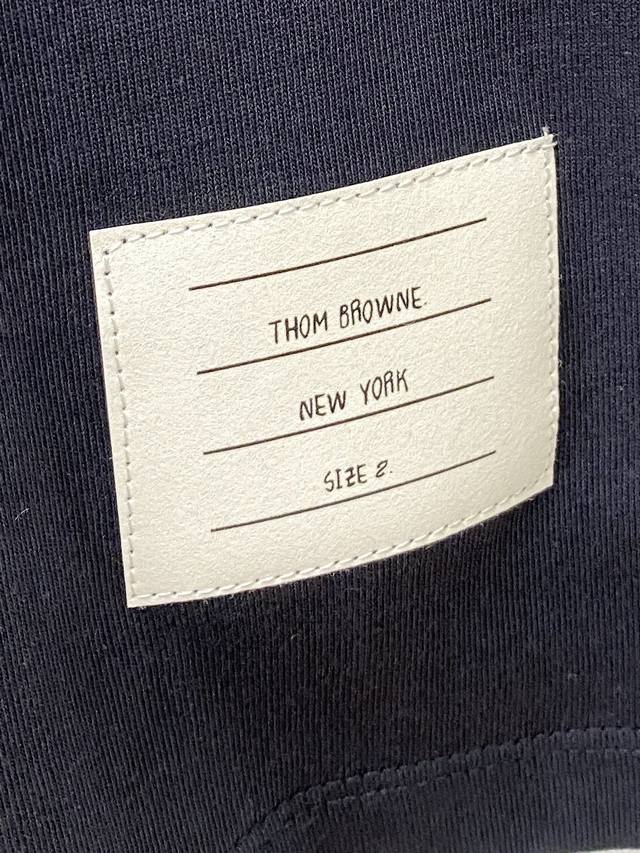 THOM BROWNE.
NEW YORK
SIZE 2.